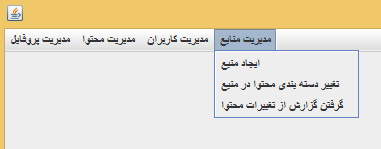 مدیریت منابع مدیریت کاربران مدیریت محتوا مدیریت پروفایل
ایجاد منبع
تغییر دسته بندی محتوا در منبع
گرفتن گزارش از تغییرات محتوا